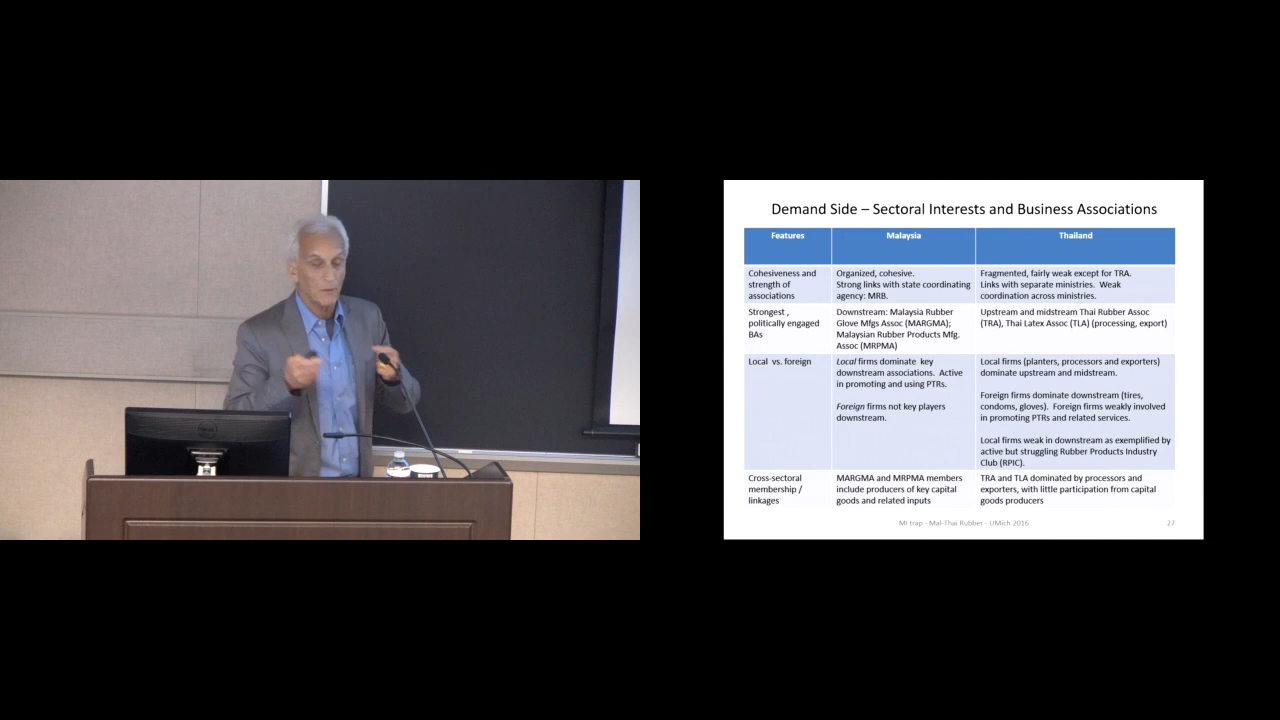 Demand Side – Sectoral Interests and Business Associations
Features
Malaysia
Thailand
Cohesiveness and
strength of
associations
Organized, cohesive.
Strong links with state coordinating
agency: MRB.
Fragmented, fairly weak except for TRA.
Links with separate ministries. Weak
coordination across ministries.
Strongest ,
politically engaged
BAs
Downstream: Malaysia Rubber
Glove Mfgs Assoc (MARGMA);
Malaysian Rubber Products Mfg.
Assoc (MRPMA)
Upstream and midstream Thai Rubber Assoc
(TRA), Thai Latex Assoc (TLA) (processing, export)
Local vs. foreign
Local firms dominate key
downstream associations. Active
in promoting and using PTRs.
Foreign firms not key players
downstream.
Local firms (planters, processors and exporters)
dominate upstream and midstream.
Foreign firms dominate downstream (tires,
condoms, gloves). Foreign firms weakly involved
in promoting PTRs and related services.
Local firms weak in downstream as exemplified by
active but struggling Rubber Products Industry
Club (RPIC).
Cross-sectoral
membership /
linkages
MARGMA and MRPMA members
include producers of key capital
goods and related inputs
TRA and TLA dominated by processors and
exporters, with little participation from capital
goods producers
MI trap - Mal-Thai Rubber - UMich 2016
27